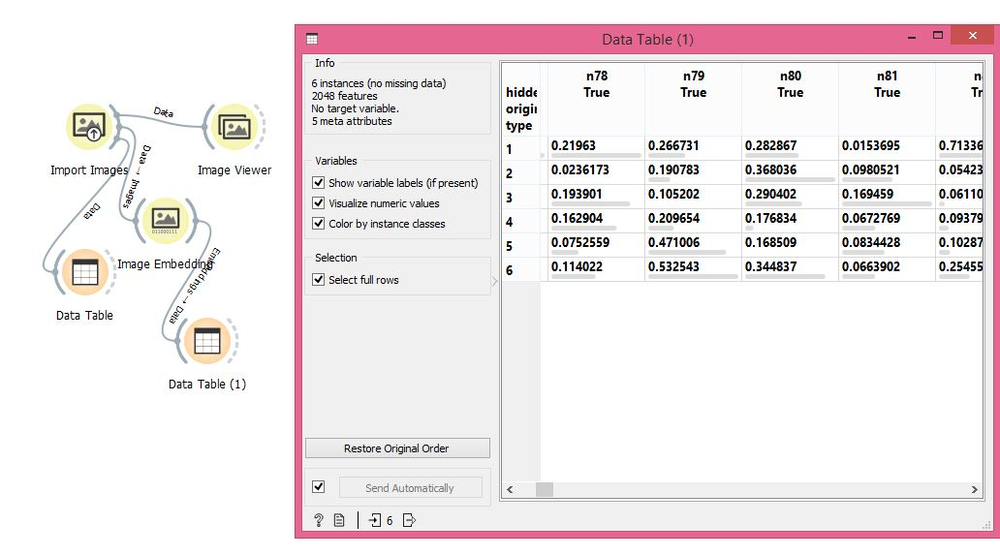 Data Table (1)
Info
6 instances (no missing data)
2048 features
No target variable.
5 meta attributes
Variables
Show variable labels (if present)
Visualize numeric values
Color by instance classes
Selection
Select full rows
Restore Original Order
Send Automatically
6
n78 n79 n80 n81 n
hidde True True True True Tr
origin
type
1 0.21963 0.266731 0.282867 0.0153695 0.71336
2 0.0236173 0.190783 0.368036 0.0980521 0.05423
3 0.193901 0.105202 0.290402 0.169459 0.06110
4 0.162904 0.209654 0.176834 0.0672769 0.09379
5 0.0752559 0.471006 0.168509 0.0834428 0.10287
6 0.114022 0.532543 0.344837 0.0663902 0.25455
Data
Import Images
Image Viewer
Data → Images
Data
011000111
Image Embedding
Data Table
Embeddings → Data
Data Table (1)